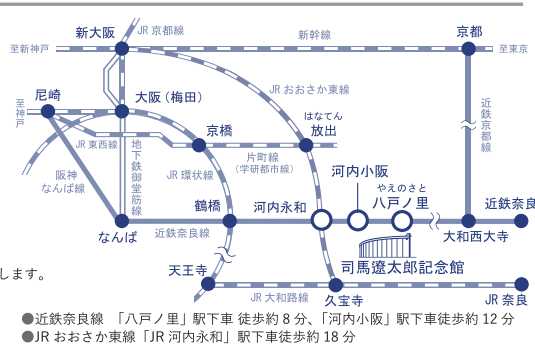 新大阪
JR 京都線
新幹線
京都
至新神戸
至東京
尼崎
大阪（梅田）
JR おおさか東線
至神戸
はなてん
放出
京橋
近鉄京都線
JR 東西線
地下鉄御堂筋線
片町線
（学研都市線）
阪神
なんば線
JR 環状線
河内小阪
やえのさと
八戸ノ里
鶴橋
河内永和
近鉄奈良
なんば
近鉄奈良線
大和西大寺
司馬遼太郎記念館
天王寺
します。
JR 大和路線
久宝寺
JR 奈良
●近鉄奈良線　「八戸ノ里」駅下車 徒歩約 8 分、「河内小阪」駅下車徒歩約 12 分
●JR おおさか東線「JR 河内永和」駅下車徒歩約 18 分